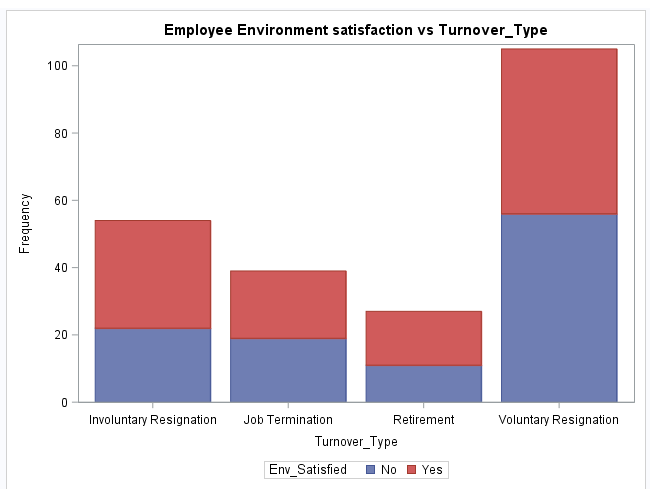 Employee Environment satisfaction vs Turnover_Type
100
80
60
40
20
0
Frequency
Involuntary Resignation Job Termination Retirement Voluntary Resignation
Turnover_Type
Env_Satisfied No Yes